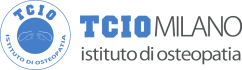 TCIO
ISTITUTO DI OSTEOPATIA
TCIOMILANO
istituto di osteopatia